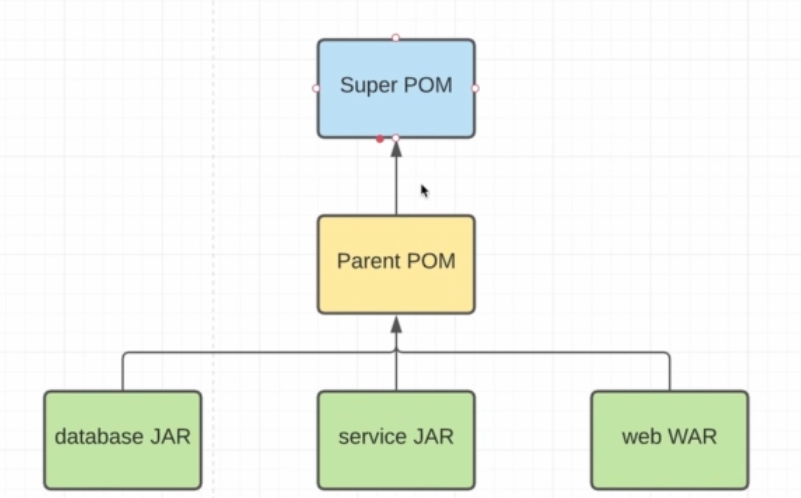 Super POM
Parent POM
database JAR
service JAR
web WAR